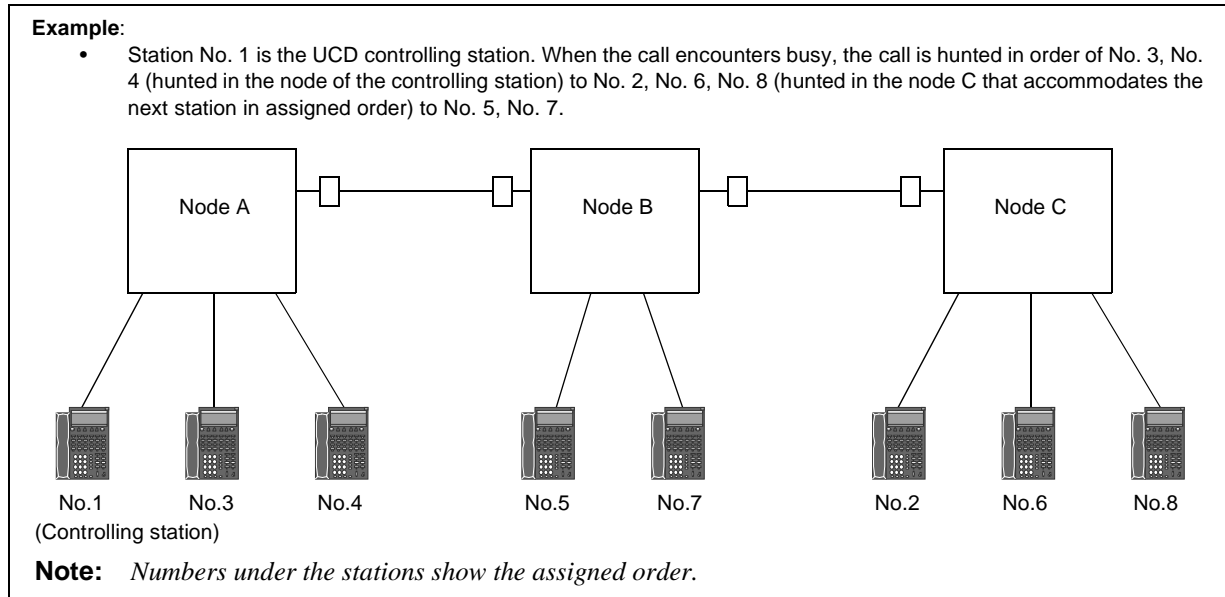 Example:
• Station No. 1 is the UCD controlling station. When the call encounters busy, the call is hunted in order of No. 3, No.
4 (hunted in the node of the controlling station) to No. 2, No. 6, No. 8 (hunted in the node C that accommodates the
next station in assigned order) to No. 5, No. 7.
Node A
Node B
Node C
No.1
No.3
No.4
No.5
No.7
No.2
No.6
No.8
(Controlling station)
Note: Numbers under the stations show the assigned order.